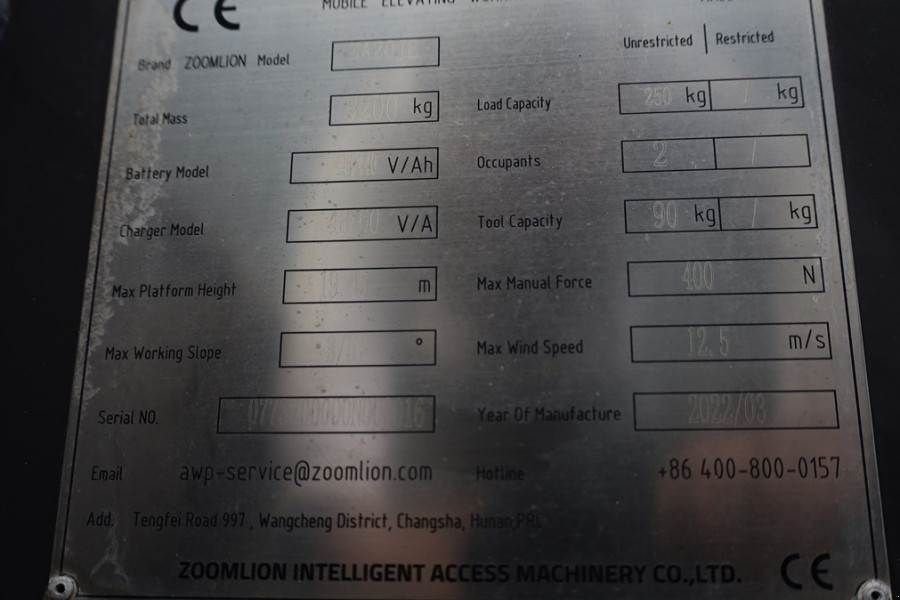 CE
MOBILE ELEVATING
Unrestricted Restricted
Brand ZOOMLION Model
Total Mass kg
Load Capacity 250 kg / kg
Battery Model V/Ah
Occupants 2 /
Charger Model V/A
Tool Capacity 90 kg / kg
Max Platform Height m
Max Manual Force 400 N
Max Working Slope °
Max Wind Speed 12.5 m/s
Serial NO.
Year Of Manufacture 2022/03
Email awp-service@zoomlion.com
Hotline +86 400-800-0157
Add. Tengfei Road 997, Wangcheng District, Changsha, Hunan,PRC
ZOOMLION INTELLIGENT ACCESS MACHINERY CO.,LTD. CE